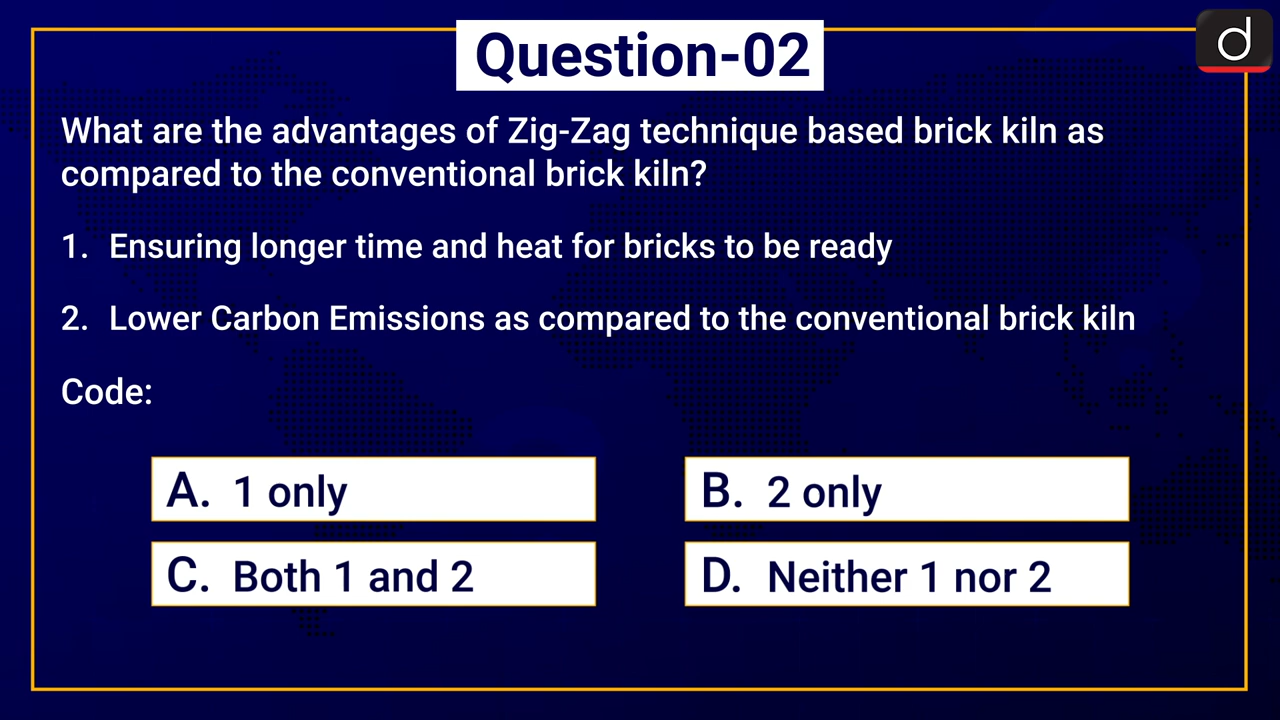 Question-02
d
What are the advantages of Zig-Zag technique based brick kiln as
compared to the conventional brick kiln?
1. Ensuring longer time and heat for bricks to be ready
2. Lower Carbon Emissions as compared to the conventional brick kiln
Code:
A. 1 only
B. 2 only
C. Both 1 and 2
D. Neither 1 nor 2